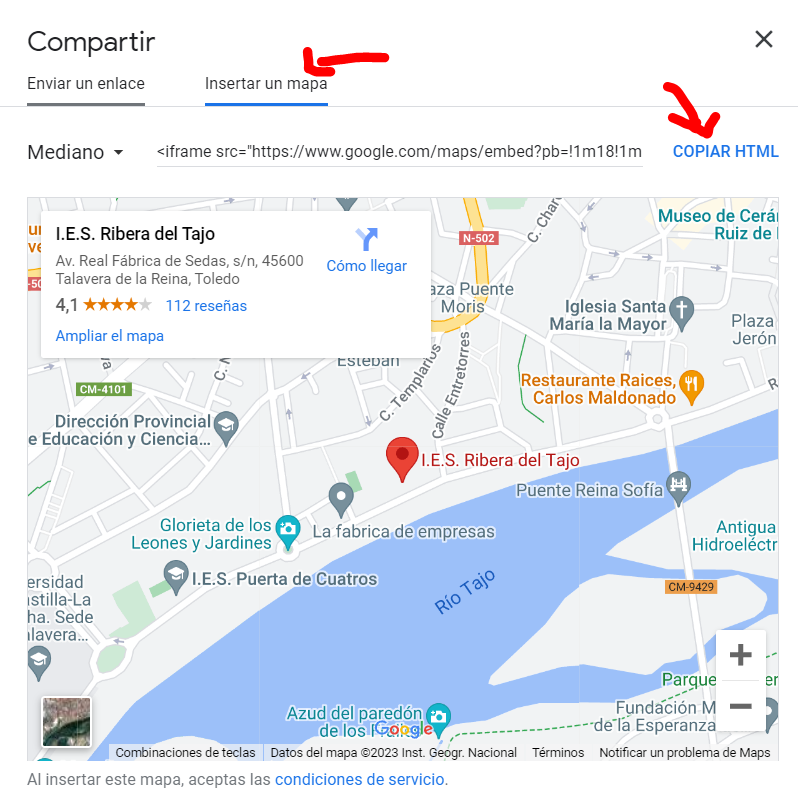 Compartir
Enviar un enlace
Insertar un mapa
Mediano
<iframe src="https://www.google.com/maps/embed?pb=!1m18!1m
COPIAR HTML
I.E.S. Ribera del Tajo
Av. Real Fábrica de Sedas, s/n, 45600
Talavera de la Reina, Toledo
4,1
112 reseñas
Ampliar el mapa
Cómo llegar
N-502
C. Charc
Museo de Cerám
Ruiz de
aza Puente
Moris
Iglesia Santa
María la Mayor
Plaza
Jerón
Esteban
C. Templarios
Calle Entretorres
CM-4101
Restaurante Raices,
Carlos Maldonado
Dirección Provincial
e Educación y Ciencia...
I.E.S. Ribera del Tajo
Puente Reina Sofía
Glorieta de los
Leones y Jardines
La fabrica de empresas
Antigua
Hidroeléctr
I.E.S. Puerta de Cuatros
ersidad
astilla-La
ha. Sede
alavera...
Río Tajo
CM-9429
Parque
Azud del paredón
de los
Fundación M
de la Esperanza
Google
Combinaciones de teclas
Datos del mapa ©2023 Inst. Geogr. Nacional
Términos
Notificar un problema de Maps
Al insertar este mapa, aceptas las condiciones de servicio.